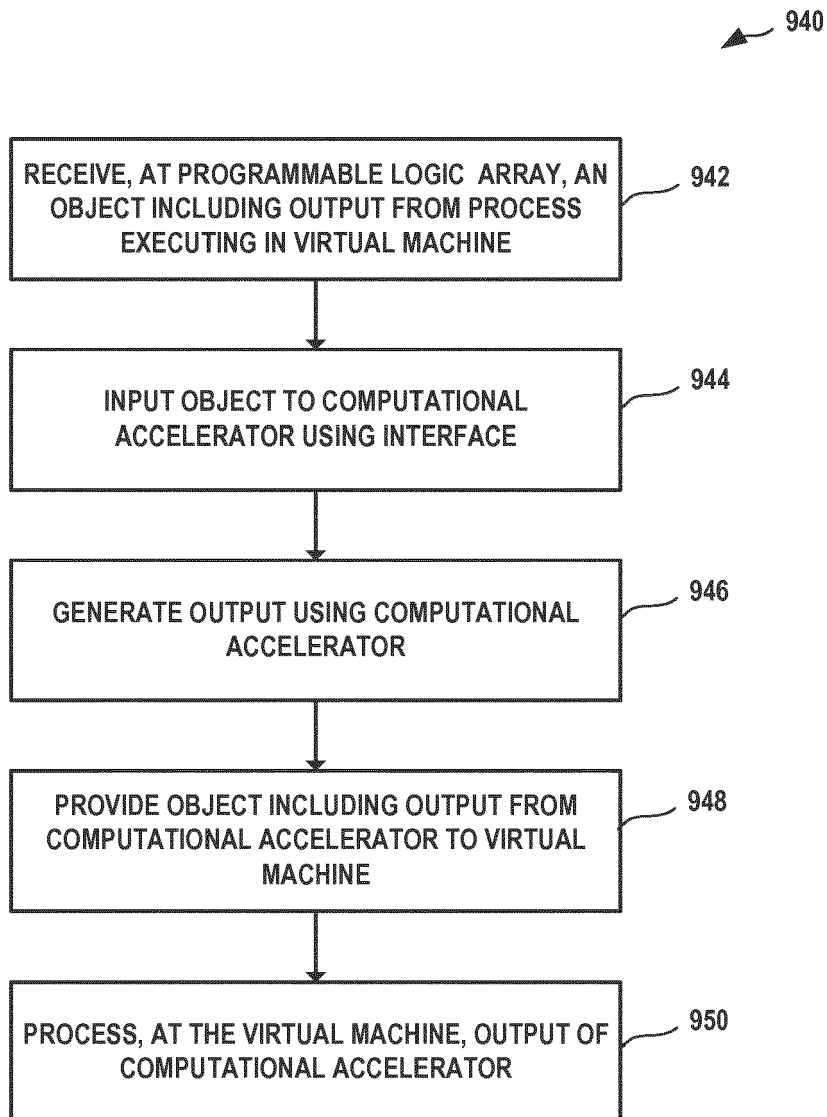 940
RECEIVE, AT PROGRAMMABLE LOGIC ARRAY, AN
OBJECT INCLUDING OUTPUT FROM PROCESS
EXECUTING IN VIRTUAL MACHINE
942
INPUT OBJECT TO COMPUTATIONAL
ACCELERATOR USING INTERFACE
944
GENERATE OUTPUT USING COMPUTATIONAL
ACCELERATOR
946
PROVIDE OBJECT INCLUDING OUTPUT FROM
COMPUTATIONAL ACCELERATOR TO VIRTUAL
MACHINE
948
PROCESS, AT THE VIRTUAL MACHINE, OUTPUT OF
COMPUTATIONAL ACCELERATOR
950